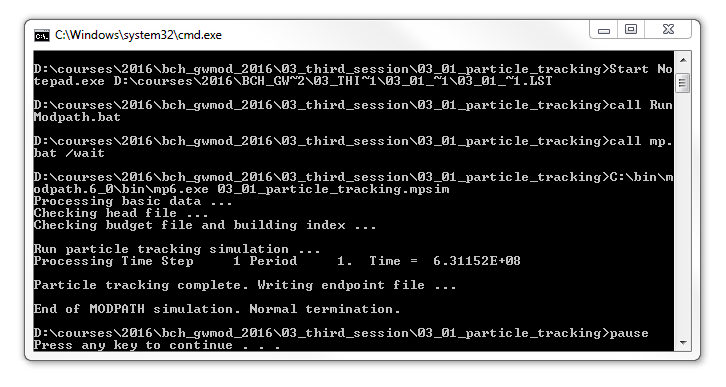 C:\Windows\system32\cmd.exe
D:\courses\2016\bch_gwmod_2016\03_third_session\03_01_particle_tracking>Start No
tepad.exe D:\courses\2016\BCH_GW~2\03_THI~1\03_01_~1\03_01_~1.LST
D:\courses\2016\bch_gwmod_2016\03_third_session\03_01_particle_tracking>call Run
Modpath.bat
D:\courses\2016\bch_gwmod_2016\03_third_session\03_01_particle_tracking>call mp.
bat /wait
D:\courses\2016\bch_gwmod_2016\03_third_session\03_01_particle_tracking>C:\bin\m
odpath.6_0\bin\mp6.exe 03_01_particle_tracking.mpsim
Processing basic data ...
Checking head file ...
Checking budget file and building index ...
Run particle tracking simulation ...
Processing Time Step     1 Period     1.  Time =  6.31152E+08
Particle tracking complete. Writing endpoint file ...
End of MODPATH simulation. Normal termination.
D:\courses\2016\bch_gwmod_2016\03_third_session\03_01_particle_tracking>pause
Press any key to continue . . .